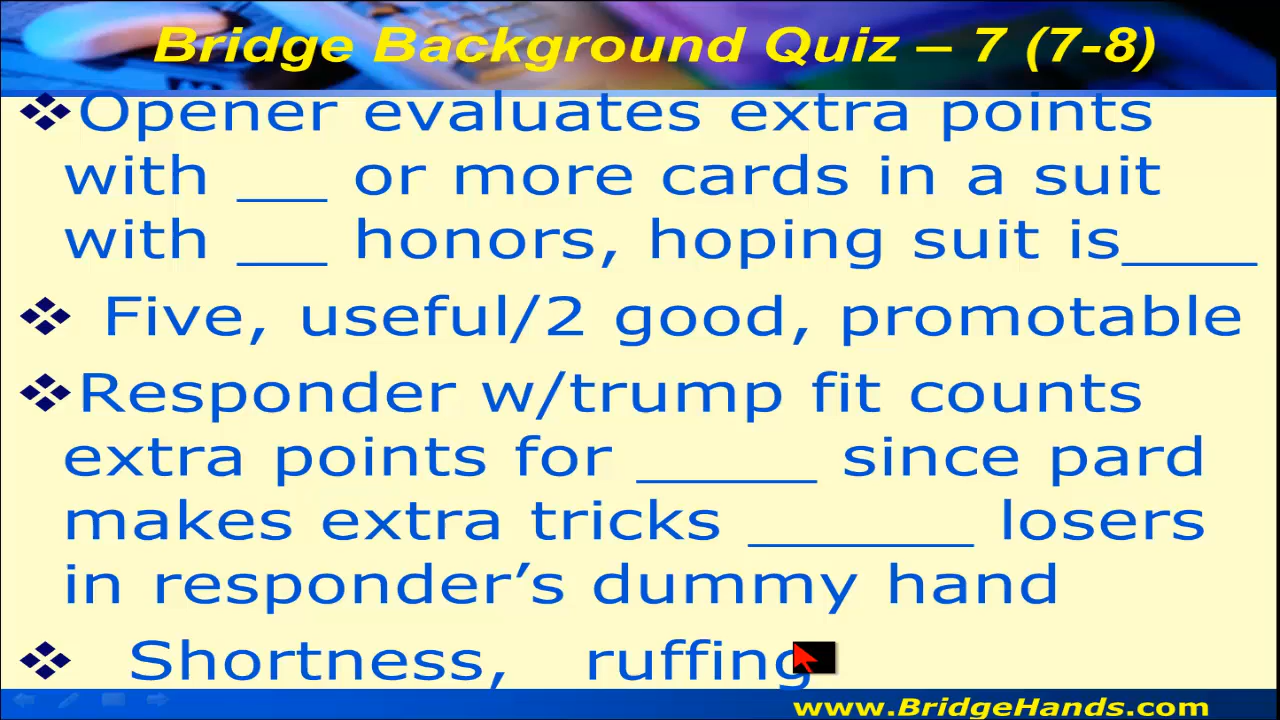 Bridge Background Quiz – 7 (7-8)
❖Opener evaluates extra points
with ___ or more cards in a suit
with ___ honors, hoping suit is____
❖ Five, useful/2 good, promotable
❖Responder w/trump fit counts
extra points for ______ since pard
makes extra tricks _______ losers
in responder’s dummy hand
❖ Shortness, ruffing
www.BridgeHands.com